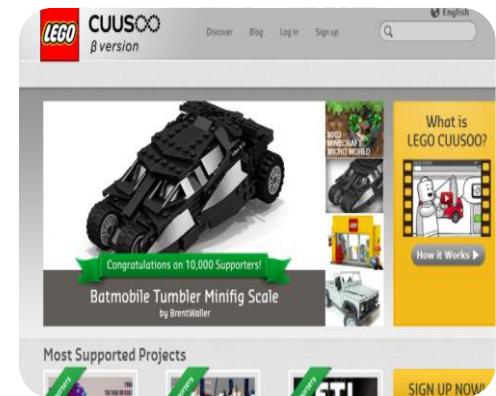 English
LEGO
CUUSOO
β version
Discover Blog Log in Sign up
#003
MINECRAFT
MICRO WORLD
What is
LEGO CUUSOO?
Congratulations on 10,000 Supporters!
How it Works
Batmobile Tumbler Minifig Scale
by BrentWaller
Most Supported Projects
SIGN UP NOW!